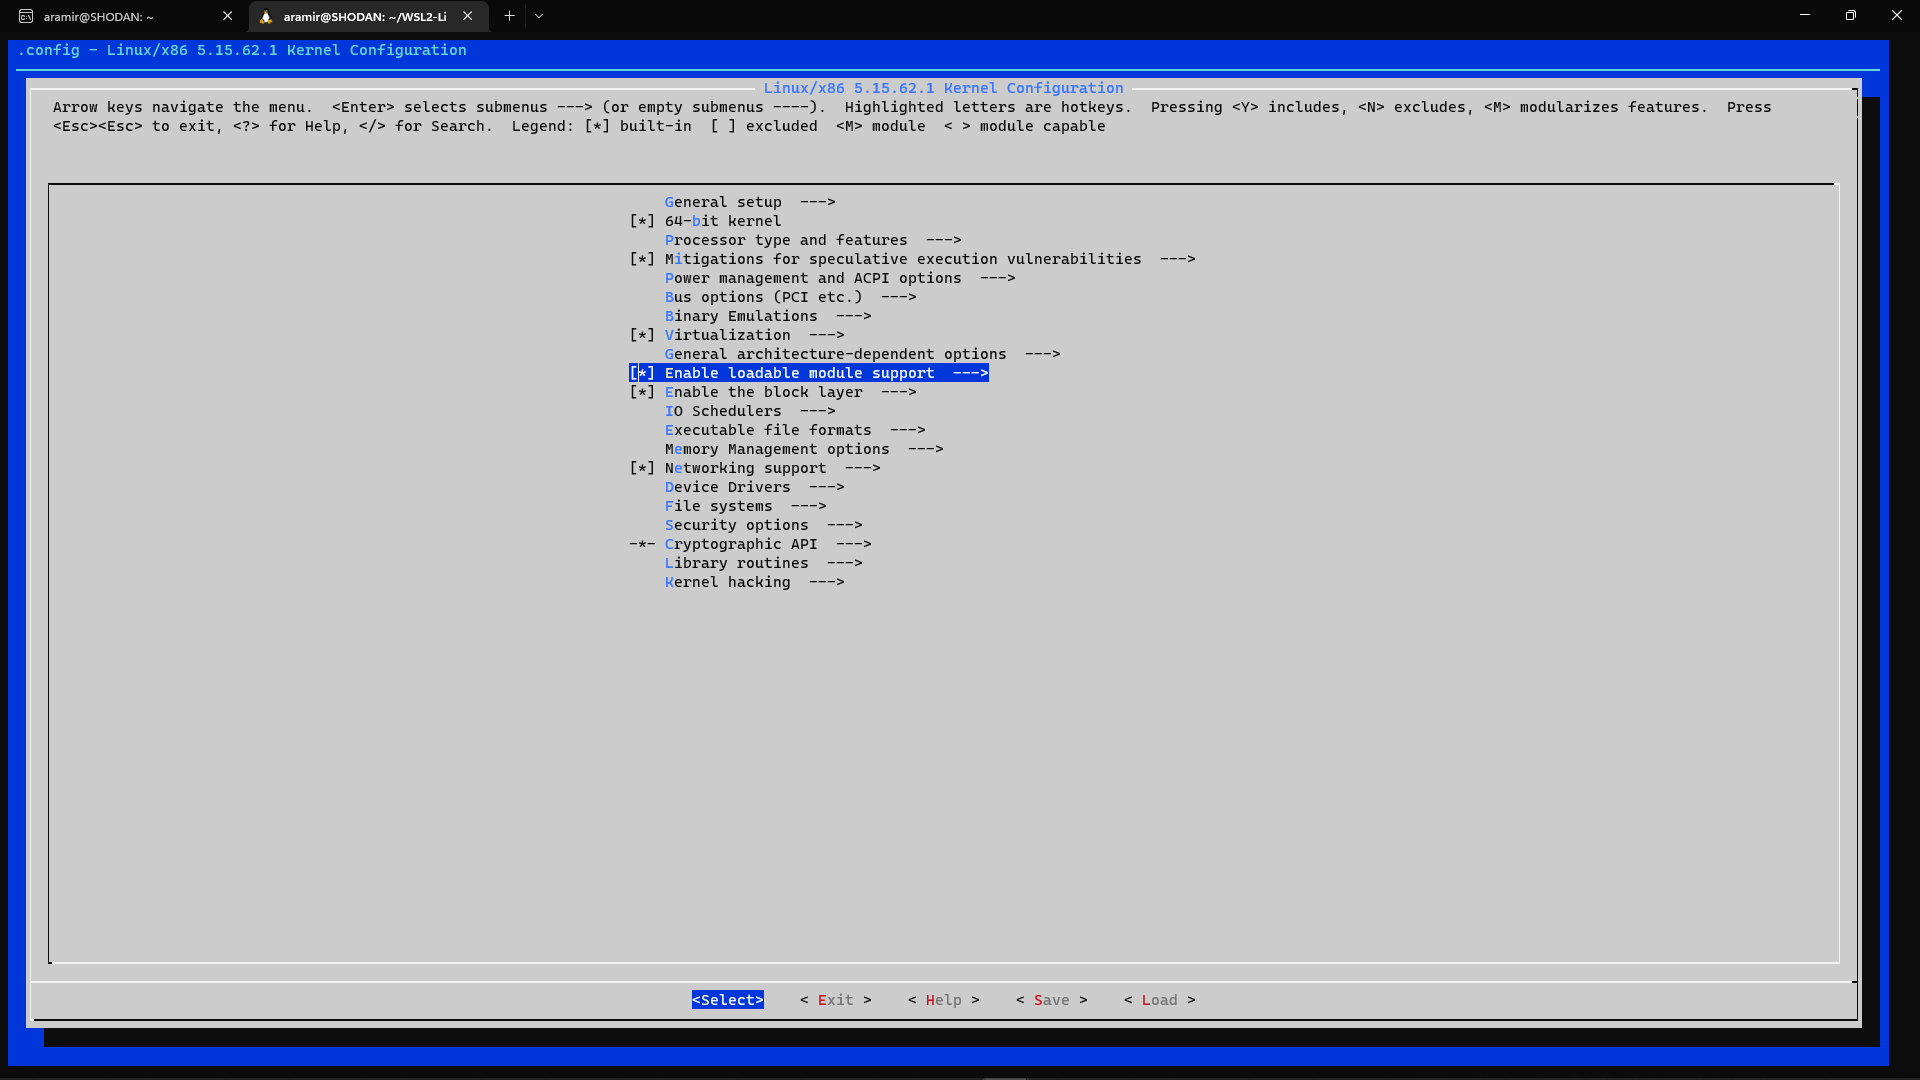 aramir@SHODAN: ~
aramir@SHODAN: ~/WSL2-Li
.config - Linux/x86 5.15.62.1 Kernel Configuration
Linux/x86 5.15.62.1 Kernel Configuration
Arrow keys navigate the menu.  <Enter> selects submenus ---> (or empty submenus ----).  Highlighted letters are hotkeys.  Pressing <Y> includes, <N> excludes, <M> modularizes features.  Press
<Esc><Esc> to exit, <?> for Help, </> for Search.  Legend: [*] built-in  [ ] excluded  <M> module  < > module capable
General setup  --->
[*] 64-bit kernel
Processor type and features  --->
[*] Mitigations for speculative execution vulnerabilities  --->
Power management and ACPI options  --->
Bus options (PCI etc.)  --->
Binary Emulations  --->
[*] Virtualization  --->
General architecture-dependent options  --->
[*] Enable loadable module support  --->
[*] Enable the block layer  --->
IO Schedulers  --->
Executable file formats  --->
Memory Management options  --->
[*] Networking support  --->
Device Drivers  --->
File systems  --->
Security options  --->
-*- Cryptographic API  --->
Library routines  --->
Kernel hacking  --->
<Select>    < Exit >    < Help >    < Save >    < Load >